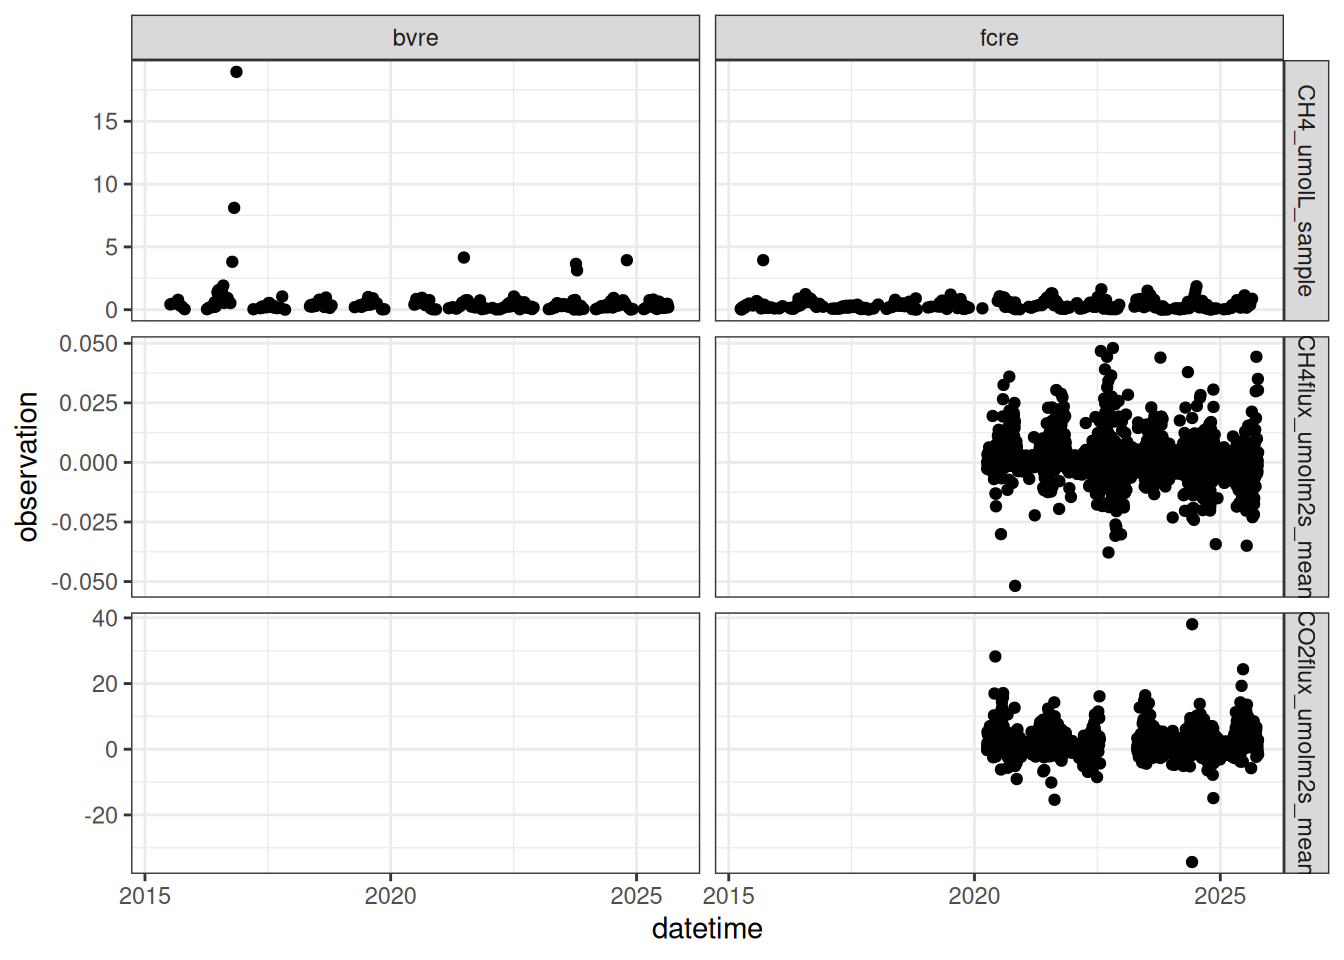 bvre
fcre
15
10
5
0
CH4_umolL_sample
0.050
0.025
0.000
-0.025
-0.050
CH4flux_umolm2s_mean
40
20
0
-20
CO2flux_umolm2s_mean
observation
2015
2020
2025
2015
2020
2025
datetime